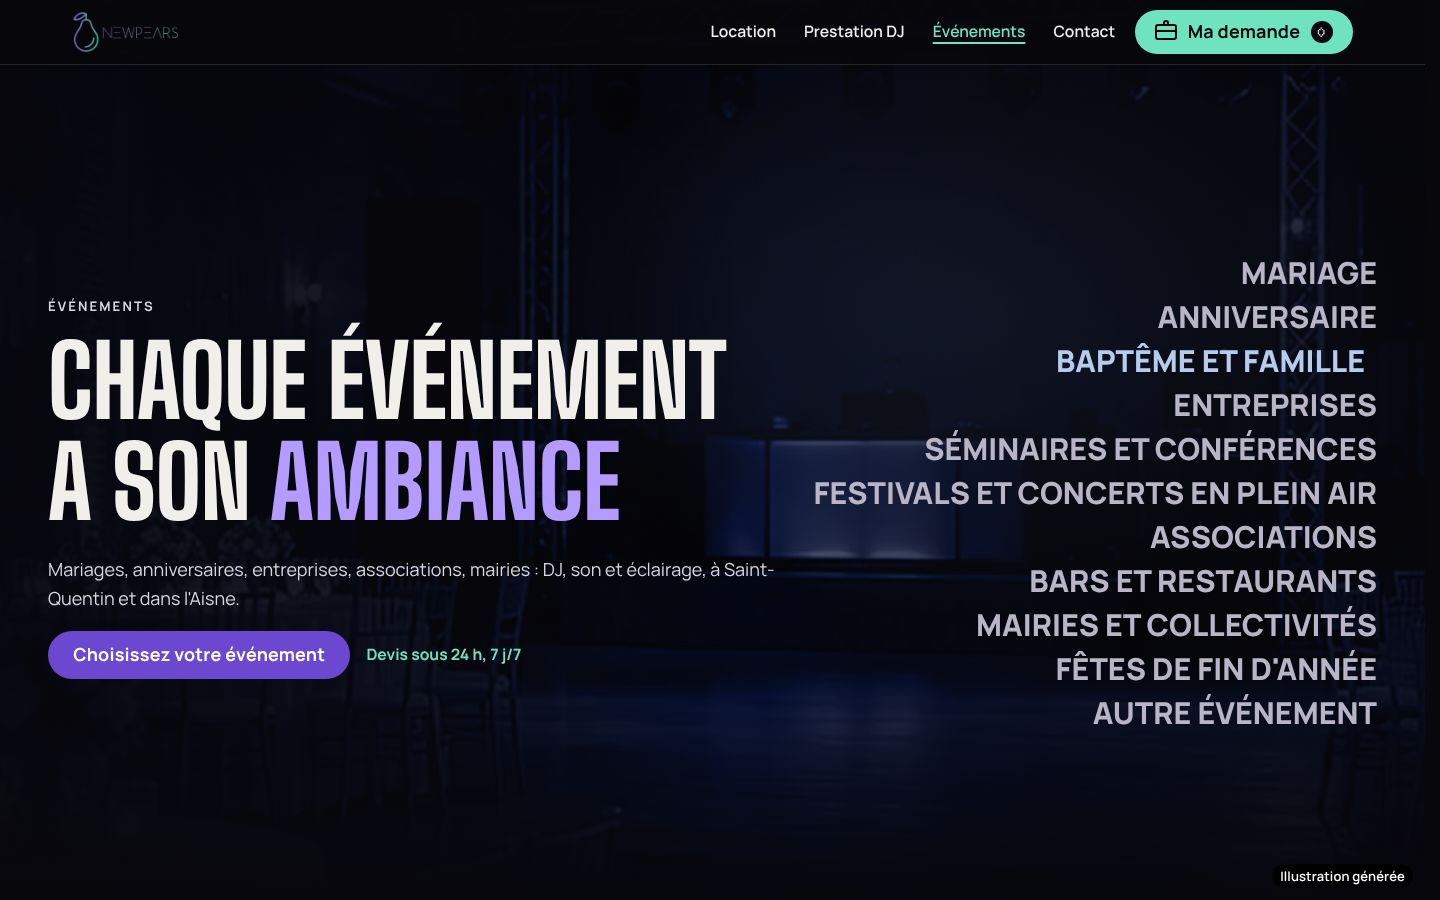 NEWPEARS
Location
Prestation DJ
Événements
Contact
Ma demande
ÉVÉNEMENTS
CHAQUE ÉVÉNEMENT
A SON AMBIANCE
Mariages, anniversaires, entreprises, associations, mairies : DJ, son et éclairage, à Saint-
Quentin et dans l'Aisne.
Choisissez votre événement
Devis sous 24 h, 7 j/7
MARIAGE
ANNIVERSAIRE
BAPTÊME ET FAMILLE
ENTREPRISES
SÉMINAIRES ET CONFÉRENCES
FESTIVALS ET CONCERTS EN PLEIN AIR
ASSOCIATIONS
BARS ET RESTAURANTS
MAIRIES ET COLLECTIVITÉS
FÊTES DE FIN D'ANNÉE
AUTRE ÉVÉNEMENT
Illustration générée